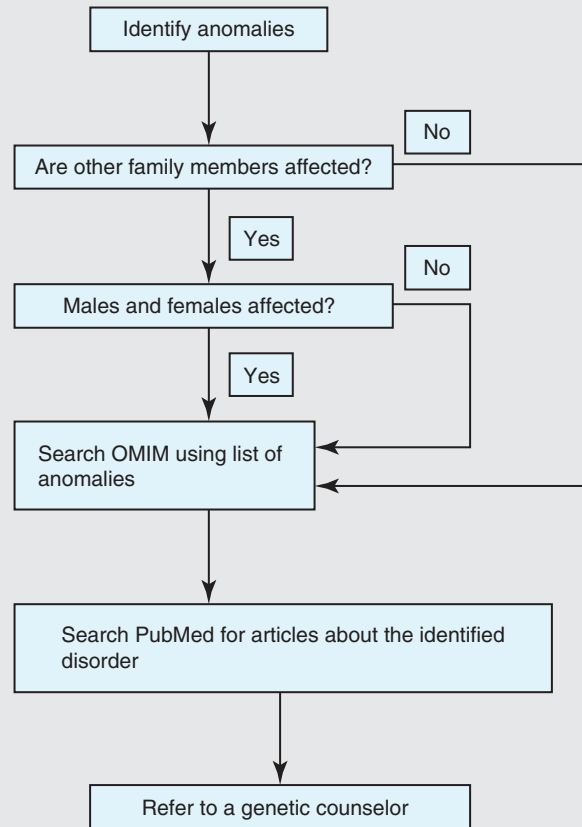 Identify anomalies
No
Are other family members affected?
Yes
No
Males and females affected?
Yes
Search OMIM using list of
anomalies
Search PubMed for articles about the identified
disorder
Refer to a genetic counselor